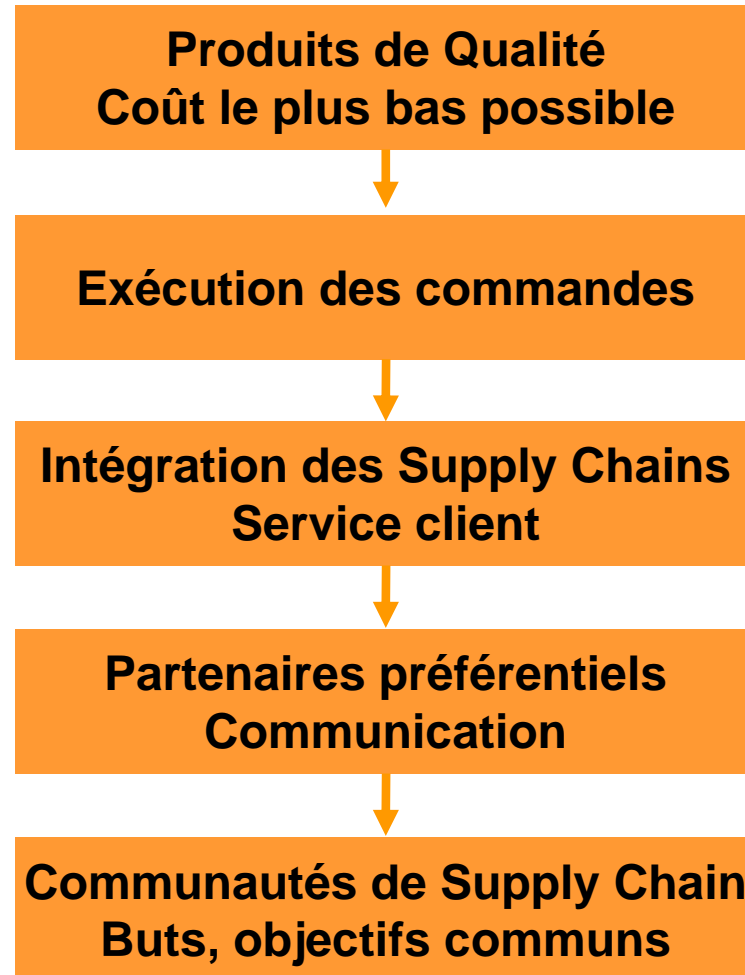 Produits de Qualité
Coût le plus bas possible
Exécution des commandes
Intégration des Supply Chains
Service client
Partenaires préférentiels
Communication
Communautés de Supply Chain
Buts, objectifs communs